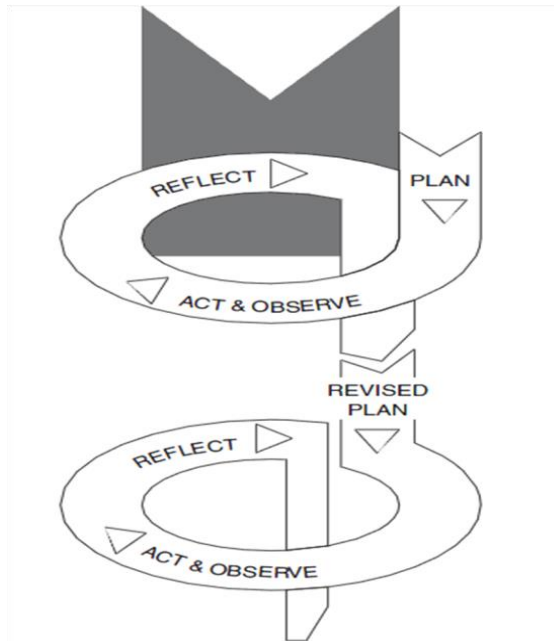 REFLECT
PLAN
ACT & OBSERVE
REVISED
PLAN
REFLECT
ACT & OBSERVE